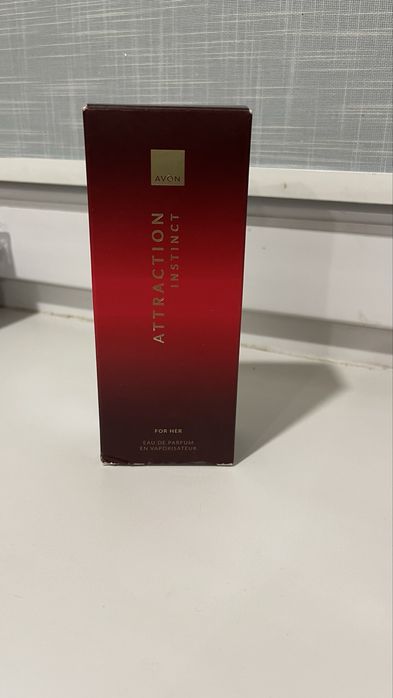 AVON
ATTRACTION
INSTINCT
FOR HER
EAU DE PARFUM
EN VAPORISATEUR